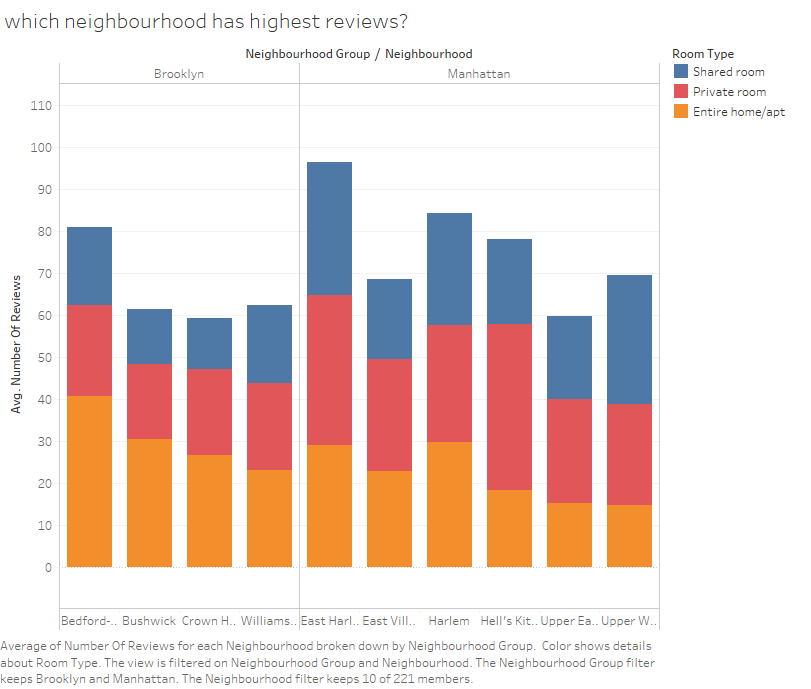 which neighbourhood has highest reviews?
Neighbourhood Group / Neighbourhood
Room Type
Brooklyn
Manhattan
Shared room
Private room
Entire home/apt
110
100
90
80
70
60
50
40
30
20
10
0
Avg. Number Of Reviews
Bedford-.. Bushwick Crown H.. Williams.. East Harl.. East Vill.. Harlem Hell's Kit.. Upper Ea.. Upper W..
Average of Number Of Reviews for each Neighbourhood broken down by Neighbourhood Group.  Color shows details
about Room Type. The view is filtered on Neighbourhood Group and Neighbourhood. The Neighbourhood Group filter
keeps Brooklyn and Manhattan. The Neighbourhood filter keeps 10 of 221 members.